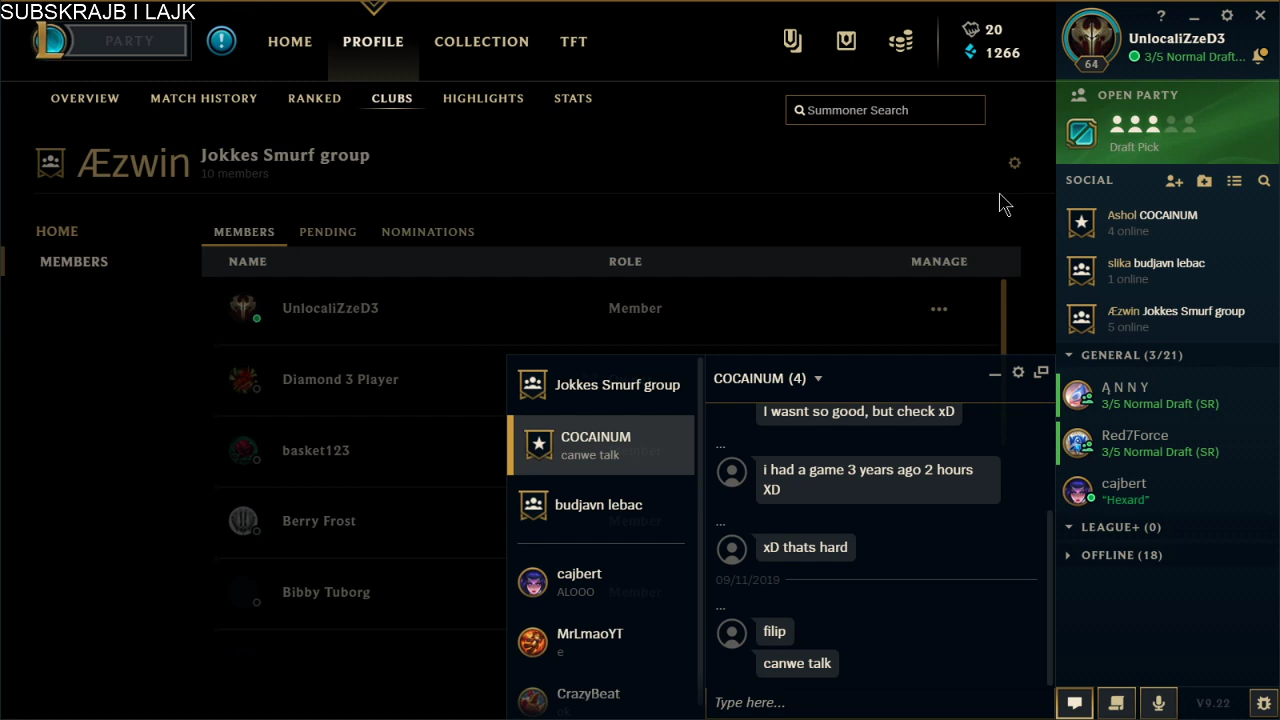 SUBSKRAJB I LAJK
PARTY
HOME
PROFILE
COLLECTION
TFT
20
1266
?
UnlocaliZzeD3
64
3/5 Normal Draft...
OVERVIEW
MATCH HISTORY
RANKED
CLUBS
HIGHLIGHTS
STATS
Summoner Search
OPEN PARTY
Draft Pick
Æzwin
Jokkes Smurf group
10 members
SOCIAL
Ashol COCAINUM
4 online
slika budjavn lebac
1 online
Æzwin Jokkes Smurf group
5 online
GENERAL (3/21)
Ą N N Y
3/5 Normal Draft (SR)
Red7Force
3/5 Normal Draft (SR)
cajbert
"Hexard"
LEAGUE+ (0)
OFFLINE (18)
HOME
MEMBERS
MEMBERS
PENDING
NOMINATIONS
NAME
ROLE
MANAGE
UnlocaliZzeD3
Member
Diamond 3 Player
basket123
Member
Berry Frost
Member
Bibby Tuborg
Member
Jokkes Smurf group
COCAINUM
canwe talk
budjavn lebac
cajbert
ALOOO
MrLmaoYT
e
CrazyBeat
ok
COCAINUM (4)
I wasnt so good, but check xD
...
i had a game 3 years ago 2 hours
XD
...
xD thats hard
09/11/2019
...
filip
canwe talk
Type here...
V9.22